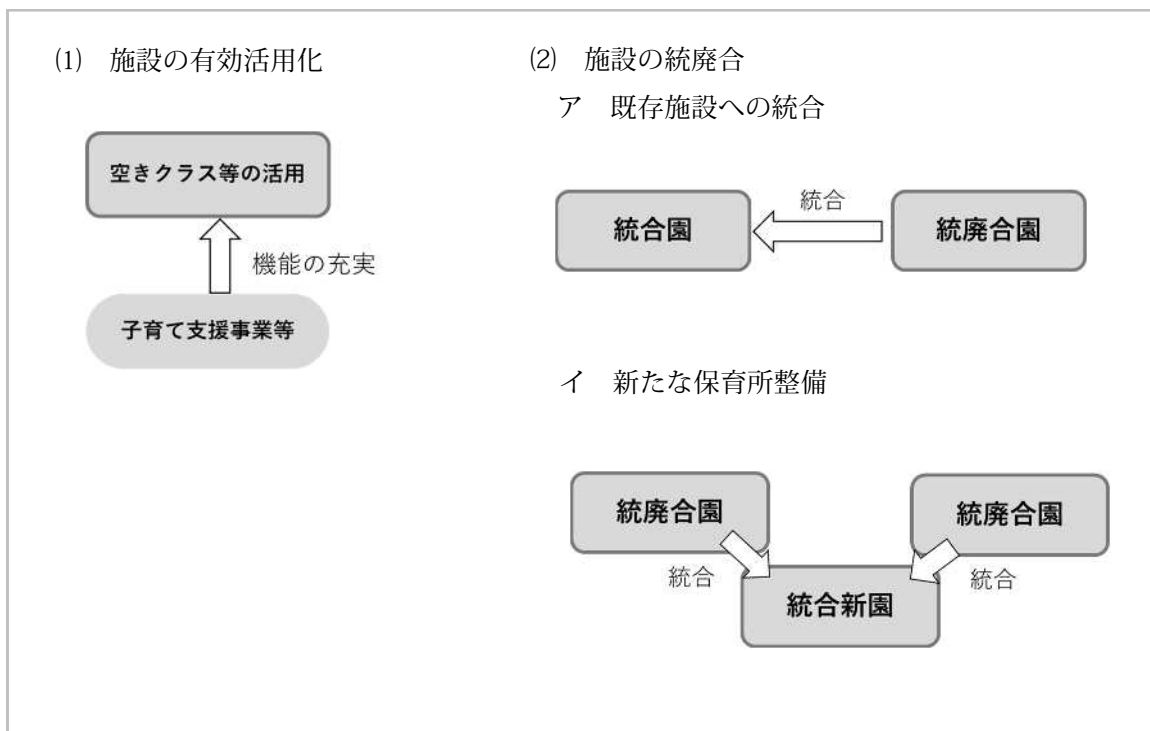 ⑴ 施設の有効活用化
空きクラス等の活用
機能の充実
子育て支援事業等
⑵ 施設の統廃合
ア 既存施設への統合
統合園
統合
統廃合園
イ 新たな保育所整備
統廃合園
統廃合園
統合
統合
統合新園